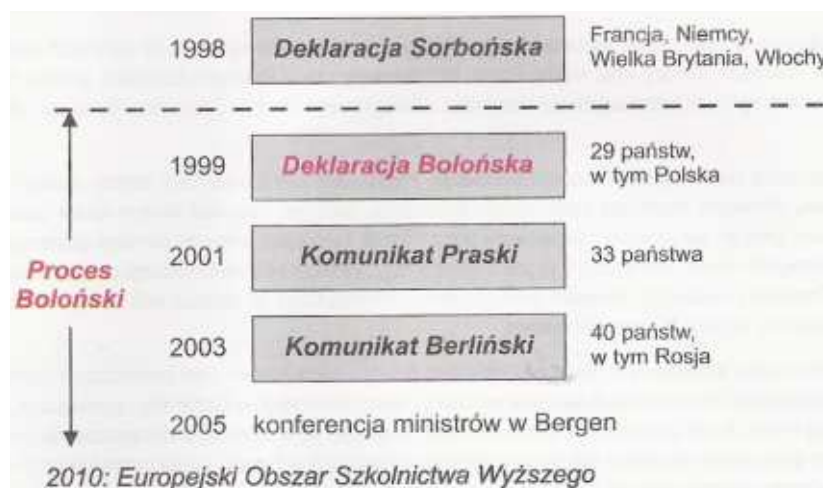 1998 Deklaracja Sorbońska Francja, Niemcy,
Wielka Brytania, Włochy
1999 Deklaracja Bolońska 29 państw,
w tym Polska
2001 Komunikat Praski 33 państwa
Proces
Boloński
2003 Komunikat Berliński 40 państw,
w tym Rosja
2005 konferencja ministrów w Bergen
2010: Europejski Obszar Szkolnictwa Wyższego